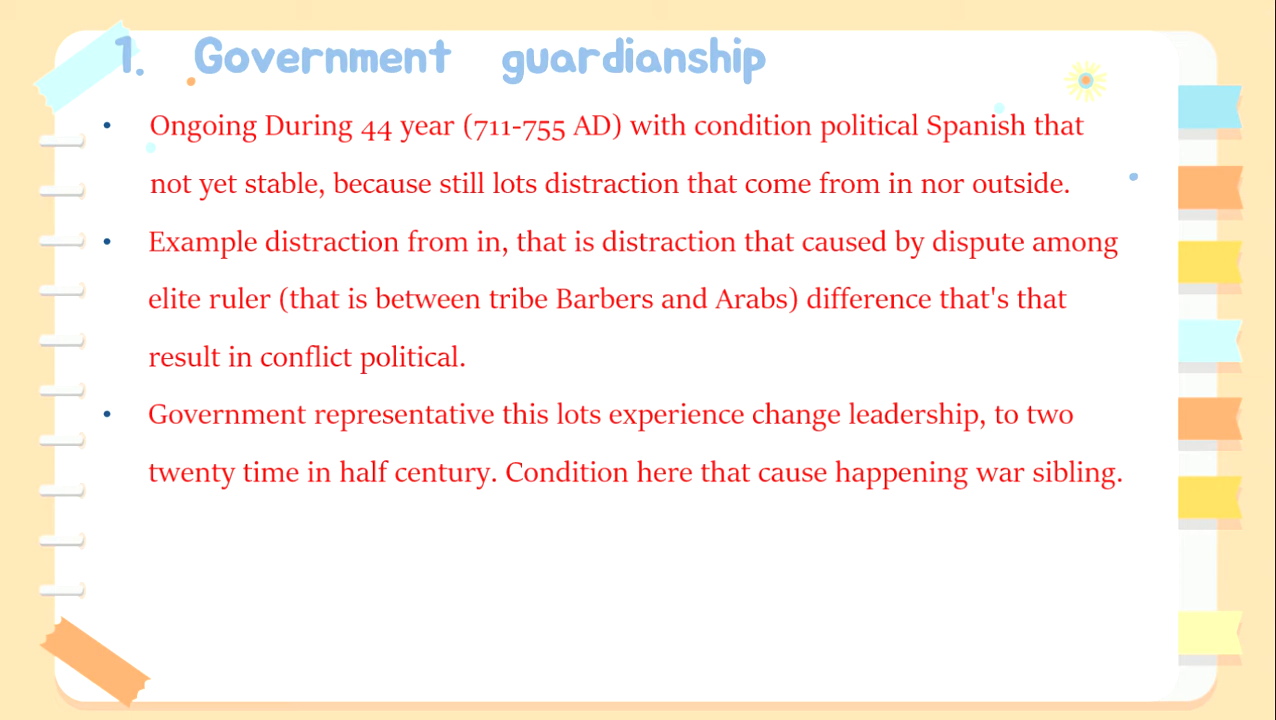 1. Government guardianship
• Ongoing During 44 year (711-755 AD) with condition political Spanish that
not yet stable, because still lots distraction that come from in nor outside.
• Example distraction from in, that is distraction that caused by dispute among
elite ruler (that is between tribe Barbers and Arabs) difference that's that
result in conflict political.
• Government representative this lots experience change leadership, to two
twenty time in half century. Condition here that cause happening war sibling.